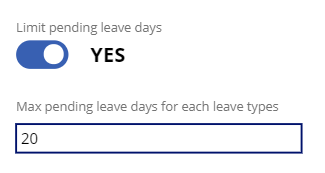 Limit pending leave days
YES
Max pending leave days for each leave types
20